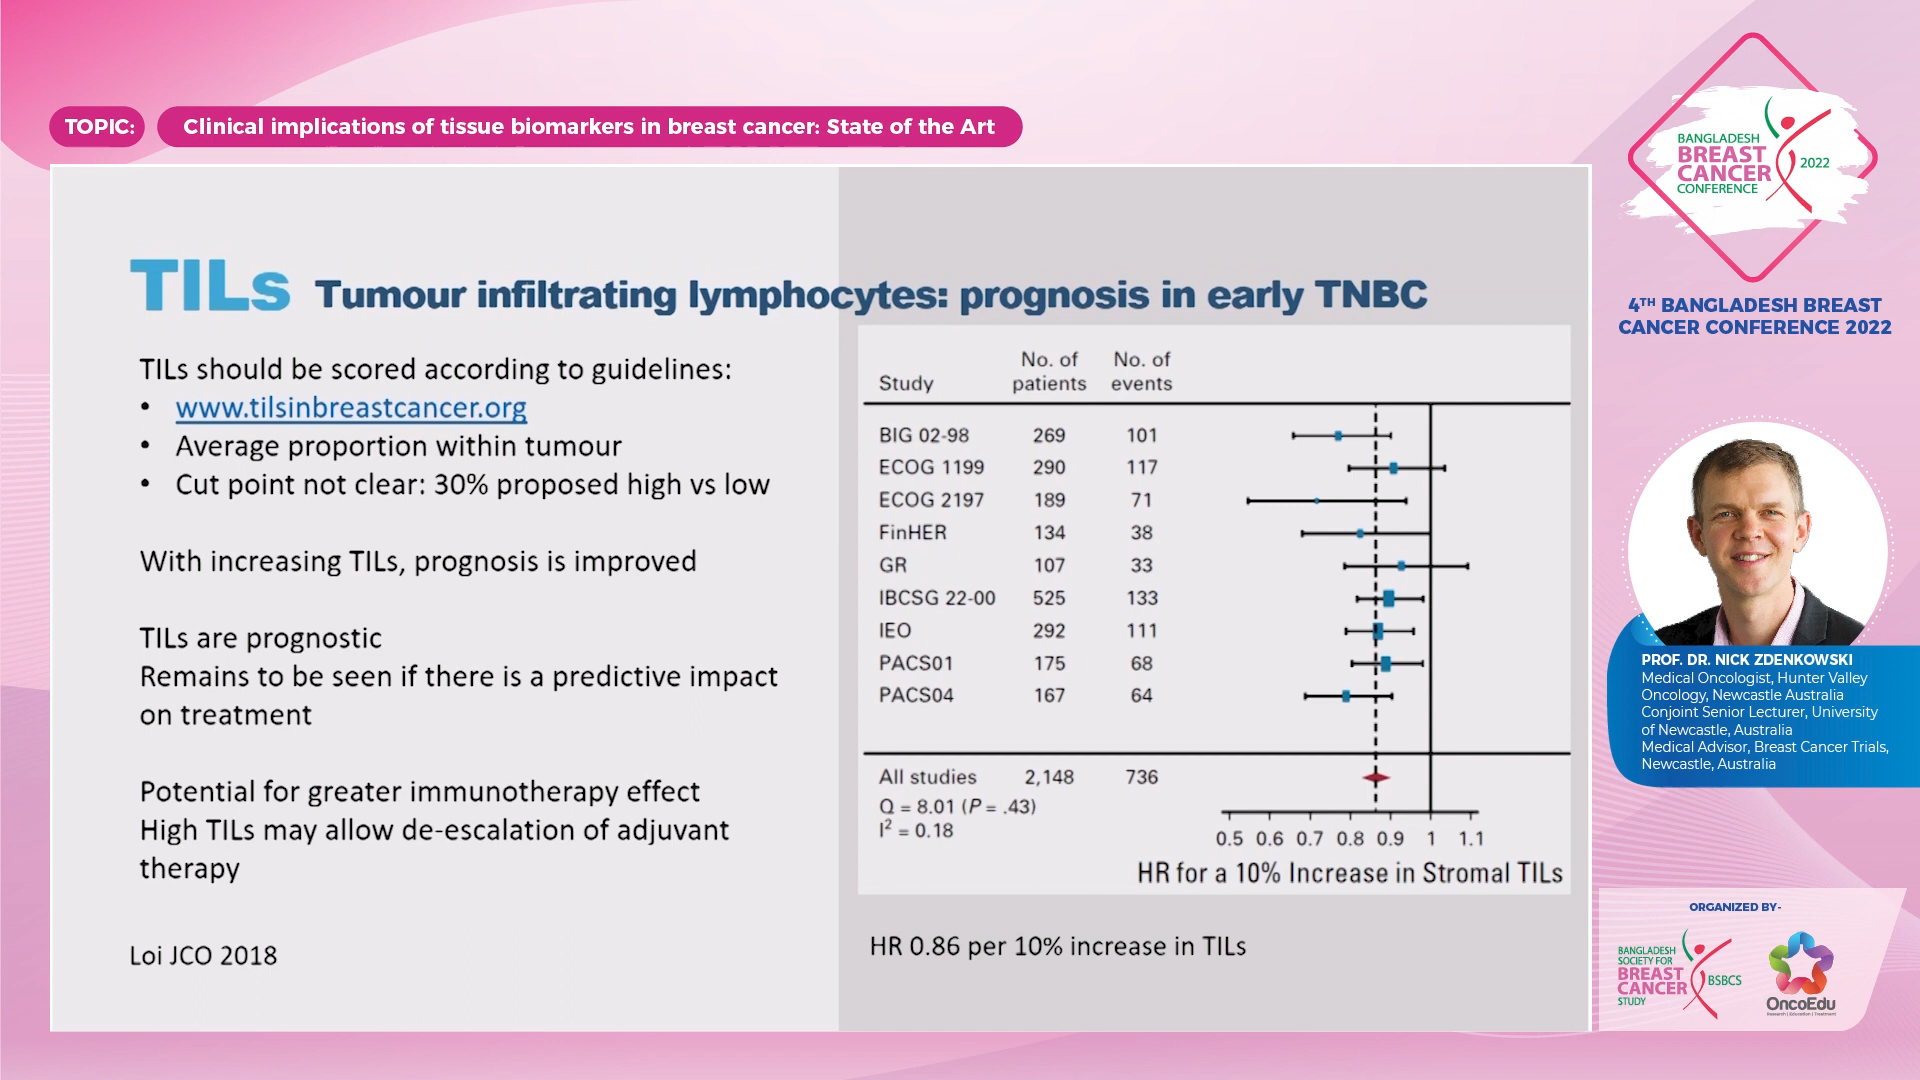 TOPIC:
Clinical implications of tissue biomarkers in breast cancer: State of the Art
TILs Tumour infiltrating lymphocytes: prognosis in early TNBC
TILs should be scored according to guidelines:
• www.tilsinbreastcancer.org
• Average proportion within tumour
• Cut point not clear: 30% proposed high vs low
With increasing TILs, prognosis is improved
TILs are prognostic
Remains to be seen if there is a predictive impact
on treatment
Potential for greater immunotherapy effect
High TILs may allow de-escalation of adjuvant
therapy
Loi JCO 2018
No. of No. of
Study patients events
BIG 02-98 269 101
ECOG 1199 290 117
ECOG 2197 189 71
FinHER 134 38
GR 107 33
IBCSG 22-00 525 133
IEO 292 111
PACS01 175 68
PACS04 167 64
All studies 2,148 736
Q = 8.01 (P = .43)
I² = 0.18
0.5 0.6 0.7 0.8 0.9 1 1.1
HR for a 10% Increase in Stromal TILs
HR 0.86 per 10% increase in TILs
BANGLADESH
BREAST
CANCER
CONFERENCE
2022
4TH BANGLADESH BREAST
CANCER CONFERENCE 2022
PROF. DR. NICK ZDENKOWSKI
Medical Oncologist, Hunter Valley
Oncology, Newcastle Australia
Conjoint Senior Lecturer, University
of Newcastle, Australia
Medical Advisor, Breast Cancer Trials,
Newcastle, Australia
ORGANIZED BY-
BANGLADESH
SOCIETY FOR
BREAST
CANCER
STUDY
BSBCS
OncoEdu
Research | Education | Treatment